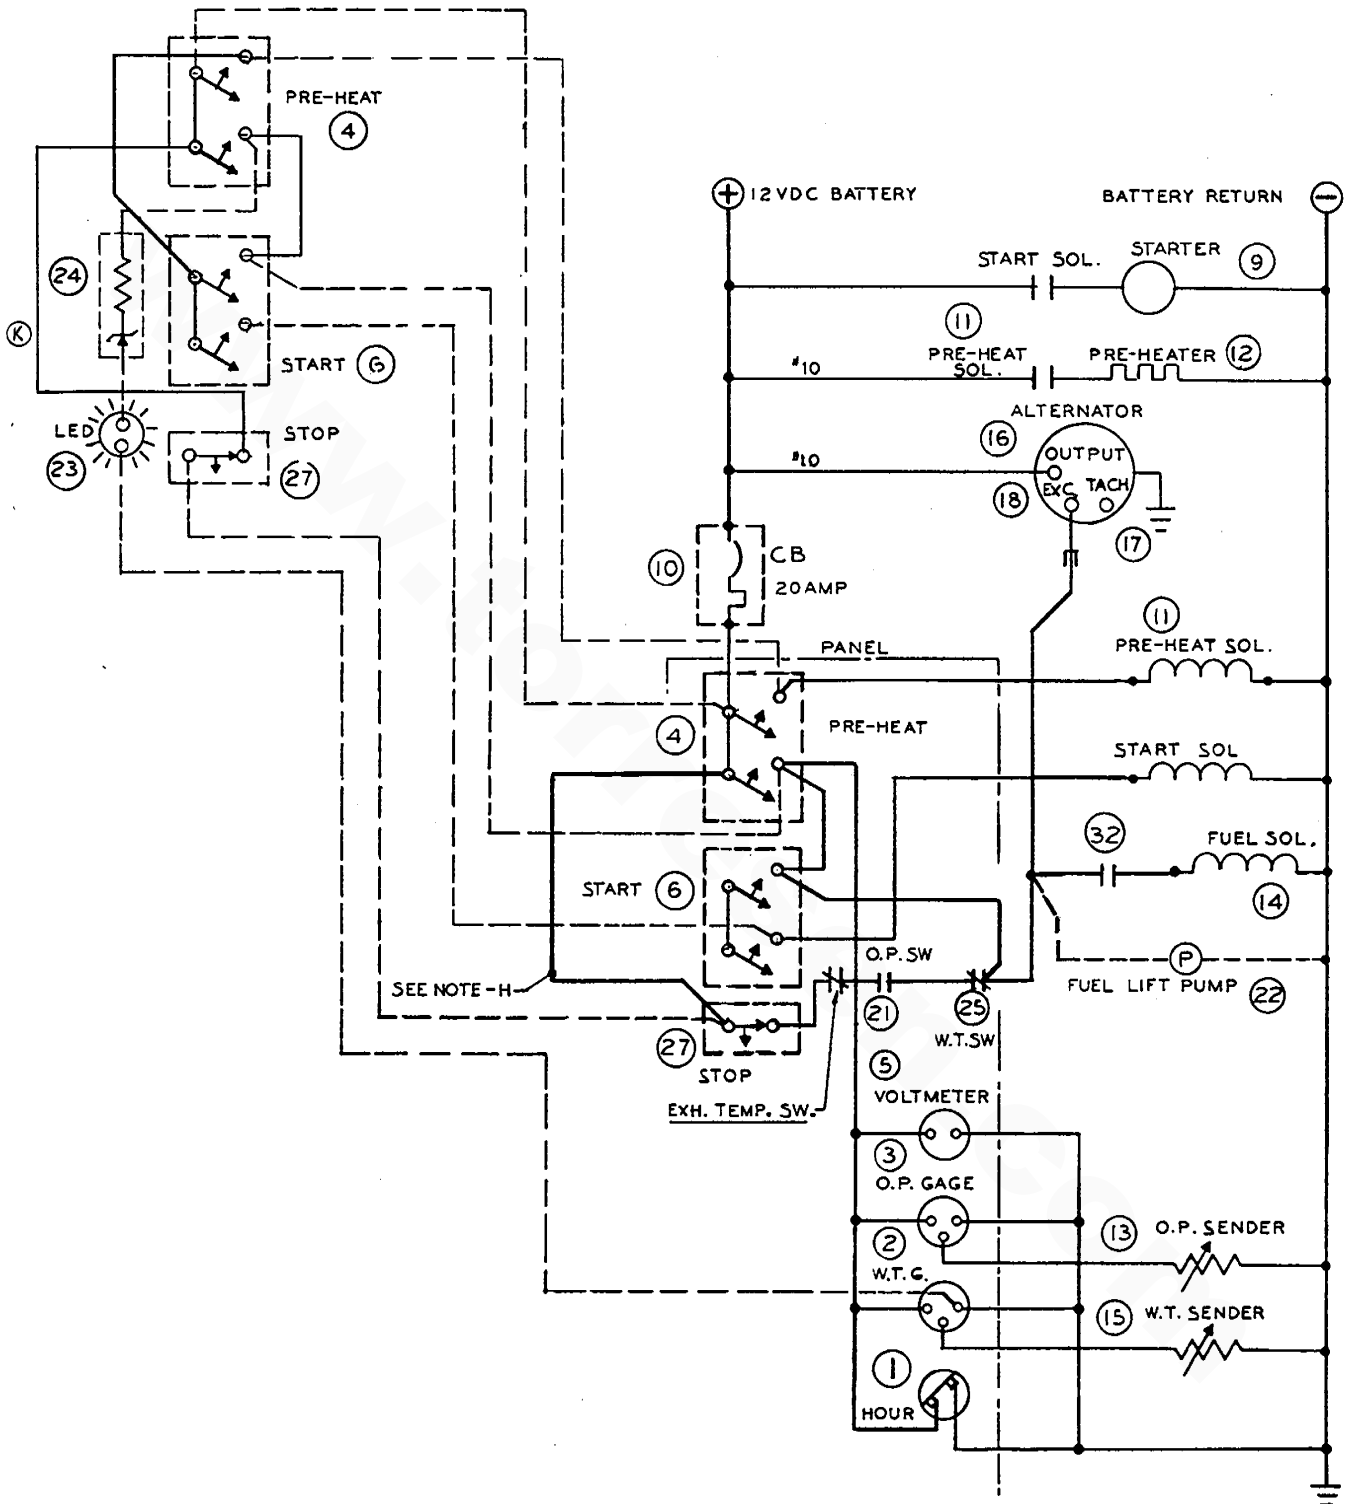 PRE-HEAT
4
+ 12VDC BATTERY
BATTERY RETURN −
START SOL.
STARTER
9
24
11
K
START 6
PRE-HEAT SOL.
PRE-HEATER 12
#10
ALTERNATOR
LED
STOP
16
OUTPUT
#10
23
27
18
EXC.
TACH
17
10
CB
20AMP
11
PANEL
PRE-HEAT SOL.
4
PRE-HEAT
START SOL
32
FUEL SOL.
START 6
14
O.P. SW
P
SEE NOTE-H
FUEL LIFT PUMP 22
21
25
27
W.T. SW
STOP
5
VOLTMETER
EXH. TEMP. SW.
3
O.P. GAGE
13
O.P. SENDER
2
W.T.G.
15
W.T. SENDER
1
HOUR